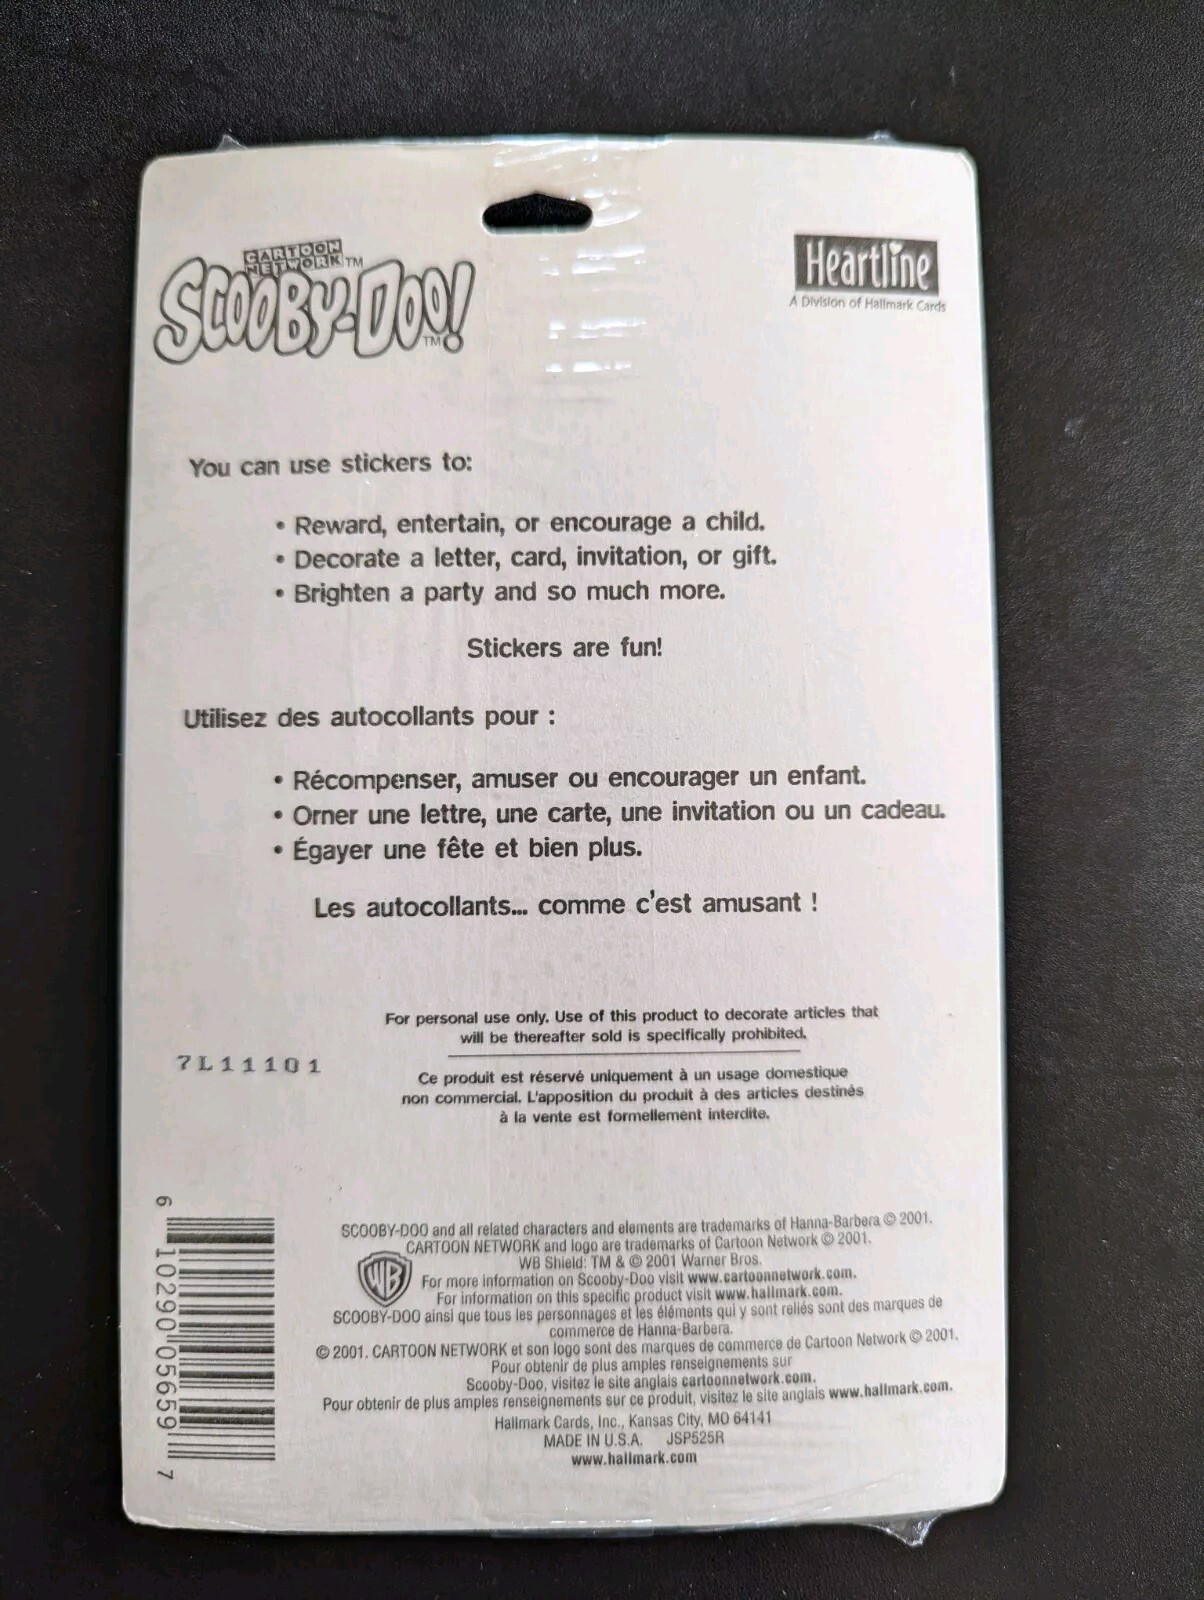 CARTOON
NETWORK TM
SCOOBY-DOO!
TM
Heartline
A Division of Hallmark Cards
You can use stickers to:
• Reward, entertain, or encourage a child.
• Decorate a letter, card, invitation, or gift.
• Brighten a party and so much more.
Stickers are fun!
Utilisez des autocollants pour :
• Récompenser, amuser ou encourager un enfant.
• Orner une lettre, une carte, une invitation ou un cadeau.
• Égayer une fête et bien plus.
Les autocollants... comme c'est amusant !
For personal use only. Use of this product to decorate articles that
will be thereafter sold is specifically prohibited.
7L11101
Ce produit est réservé uniquement à un usage domestique
non commercial. L'apposition du produit à des articles destinés
à la vente est formellement interdite.
6 10290 05659 7
SCOOBY-DOO and all related characters and elements are trademarks of Hanna-Barbera © 2001.
CARTOON NETWORK and logo are trademarks of Cartoon Network © 2001.
WB Shield: TM & © 2001 Warner Bros.
WB
For more information on Scooby-Doo visit www.cartoonnetwork.com.
For information on this specific product visit www.hallmark.com.
SCOOBY-DOO ainsi que tous les personnages et les éléments qui y sont reliés sont des marques de
commerce de Hanna-Barbera.
© 2001. CARTOON NETWORK et son logo sont des marques de commerce de Cartoon Network © 2001.
Pour obtenir de plus amples renseignements sur
Scooby-Doo, visitez le site anglais cartoonnetwork.com.
Pour obtenir de plus amples renseignements sur ce produit, visitez le site anglais www.hallmark.com.
Hallmark Cards, Inc., Kansas City, MO 64141
MADE IN U.S.A. JSP525R
www.hallmark.com